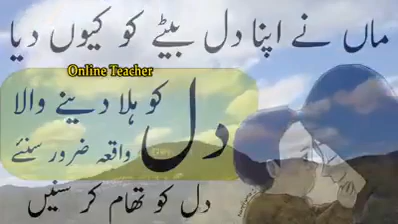 ماں نے اپنا دل بیٹے کو کیوں دیا
Online Teacher
دل کو ہلا دینے والا
واقعہ ضرور سنئے
دل کو تھام کر سنیں